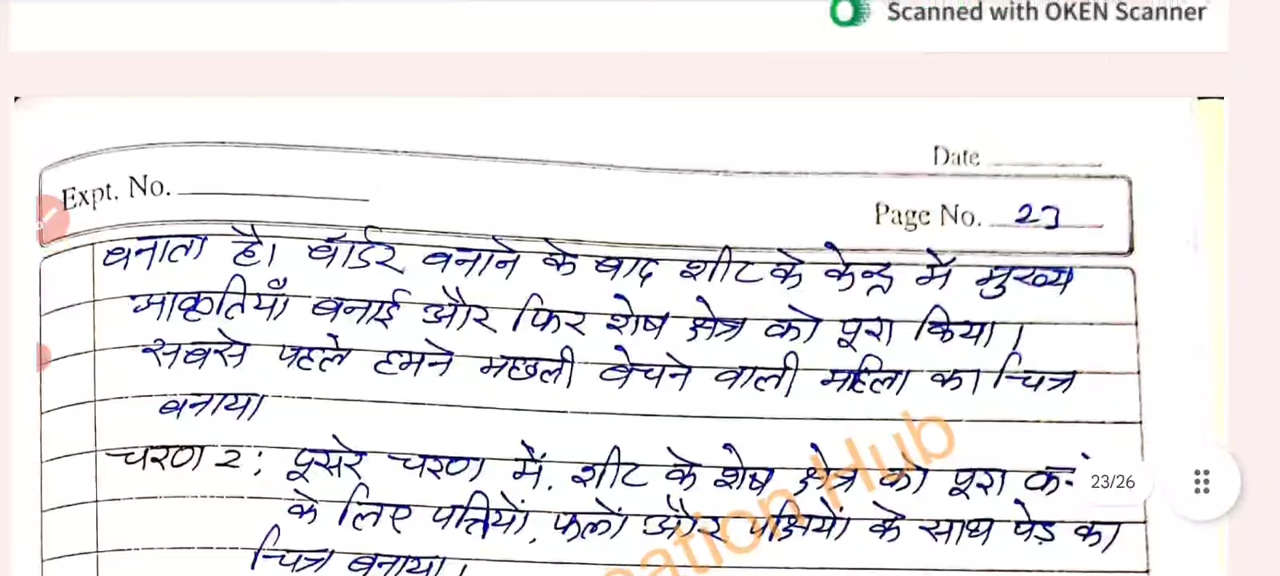 Scanned with OKEN Scanner
Date
Expt. No.
Page No. 23
बनाता है। बॉर्डर बनाने के बाद शीट के केन्द्र में मुख्य
आकृतियाँ बनाई और फिर शेष क्षेत्र को पूरा किया।
सबसे पहले हमने मछली बेचने वाली महिला का चित्र
बनाया
चरण 2: दूसरे चरण में. शीट के शेष क्षेत्र को पूरा
23/26
के लिए पत्तियों, फलों और पक्षियों के साथ पेड़ का
चित्र बनाया।